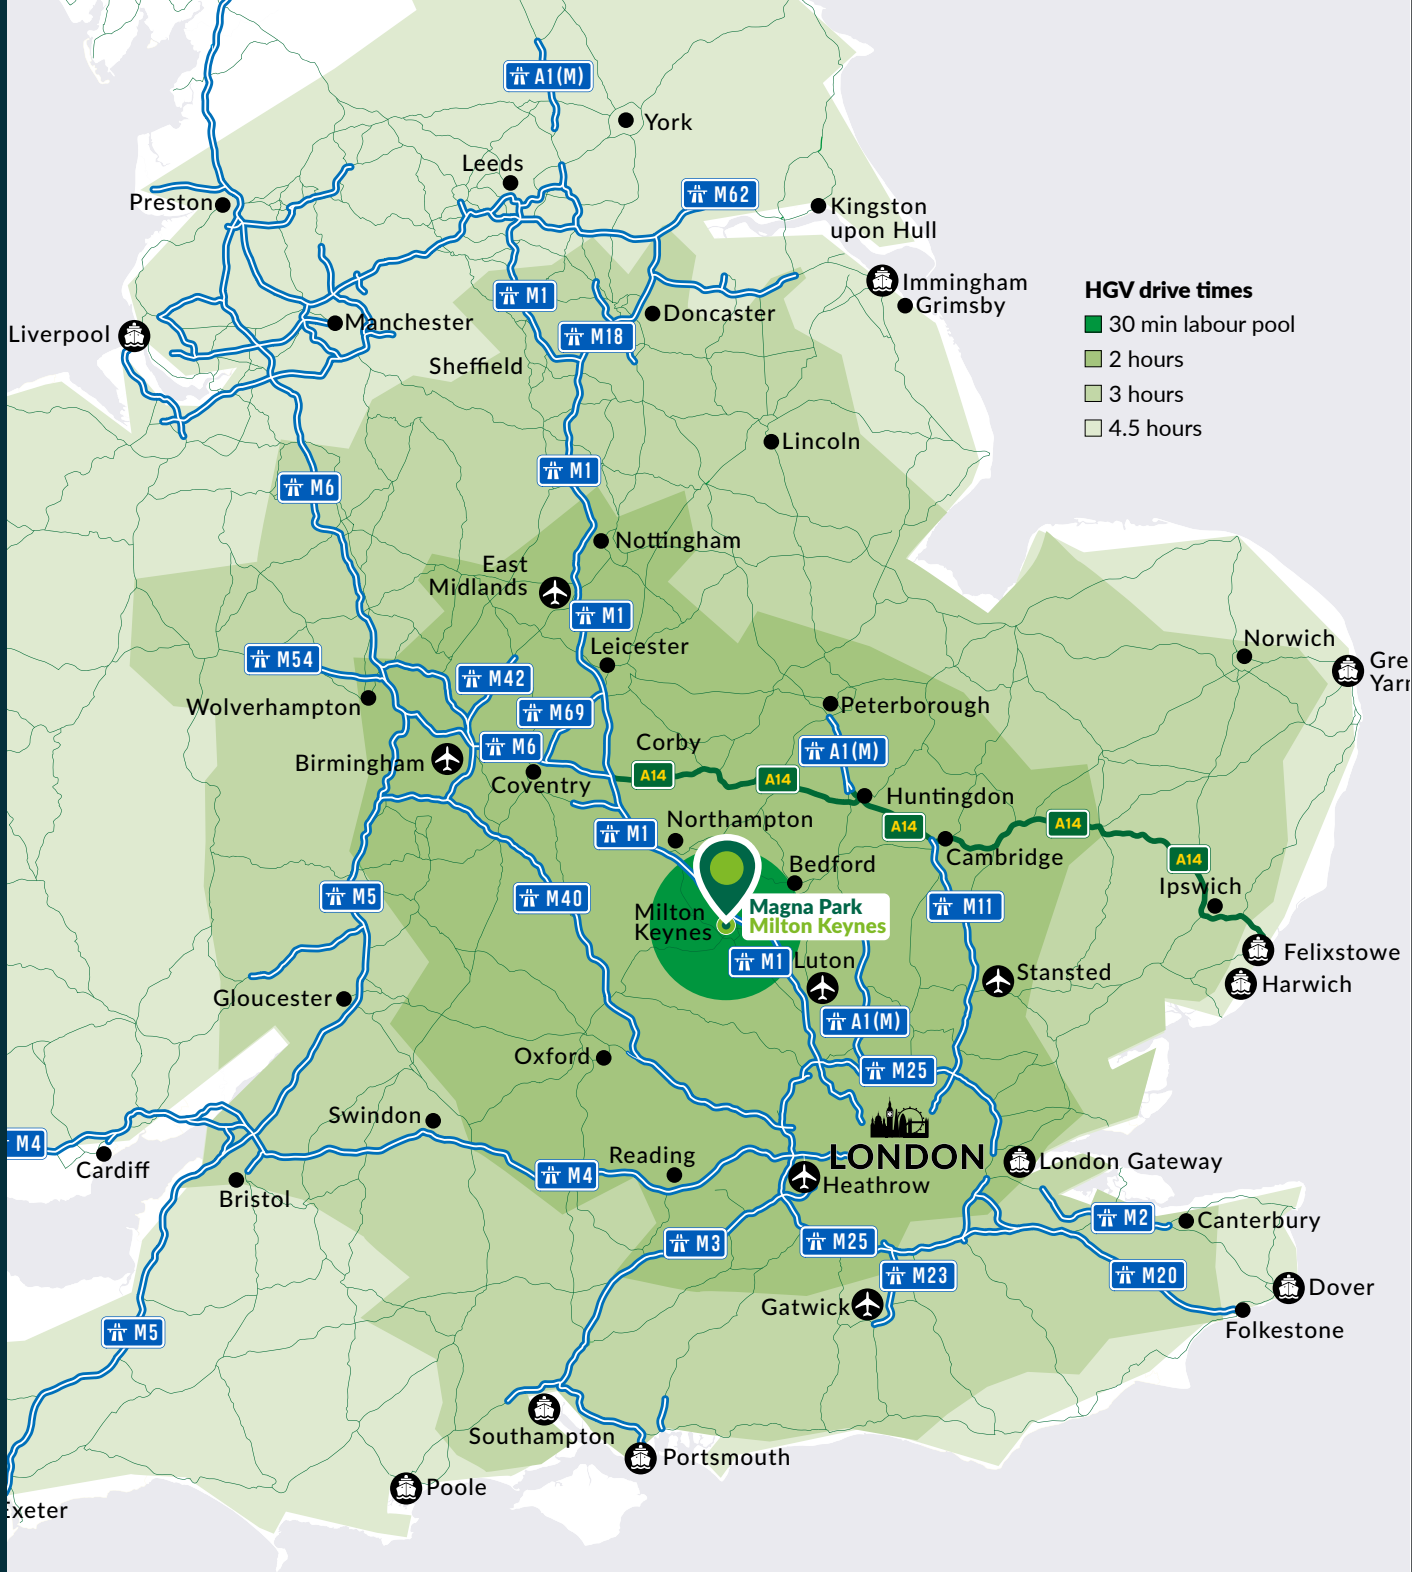 A1(M)
York
Leeds
M62
Preston
Kingston
upon Hull
Immingham
Grimsby
M1
HGV drive times
30 min labour pool
2 hours
3 hours
4.5 hours
Liverpool
Manchester
Doncaster
M18
Sheffield
Lincoln
M1
M6
Nottingham
East
Midlands
M1
Leicester
Norwich
Gre
Yar
M54
M42
Wolverhampton
M69
Peterborough
Corby
M6
A1(M)
Birmingham
A14
A14
Coventry
Huntingdon
Northampton
M1
A14
A14
Cambridge
Bedford
A14
Ipswich
M5
M40
Milton
Keynes
Magna Park
Milton Keynes
M11
M1
Luton
Stansted
Felixstowe
Harwich
Gloucester
A1(M)
Oxford
M25
Swindon
M4
Cardiff
Reading
LONDON
London Gateway
M4
Heathrow
Bristol
M2
Canterbury
M3
M25
M23
M20
Dover
Gatwick
Folkestone
M5
Southampton
Portsmouth
Poole
Exeter